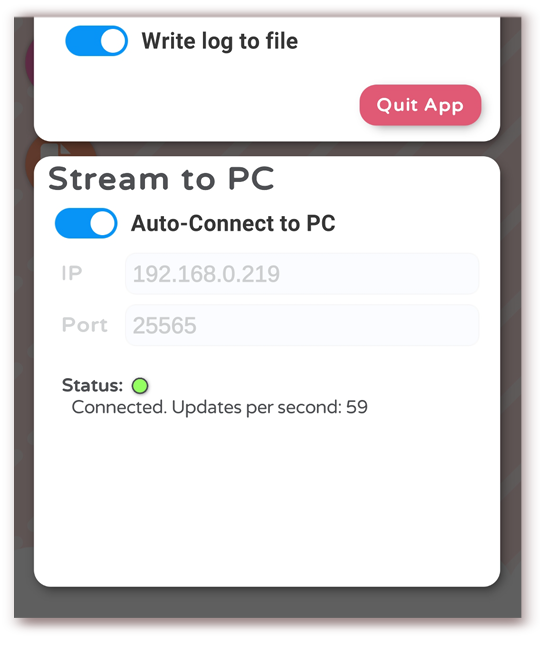 Write log to file
Quit App
Stream to PC
Auto-Connect to PC
IP 192.168.0.219
Port 25565
Status:
Connected. Updates per second: 59